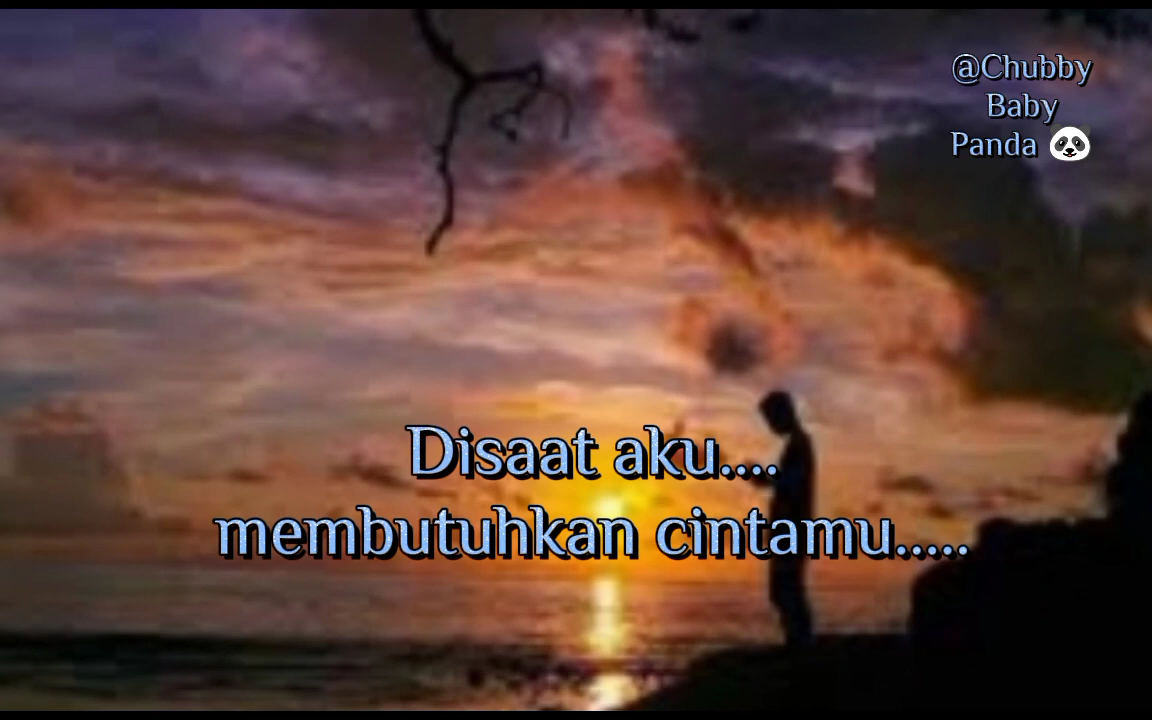 @Chubby
Baby
Panda 🐼
Disaat aku....
membutuhkan cintamu.....